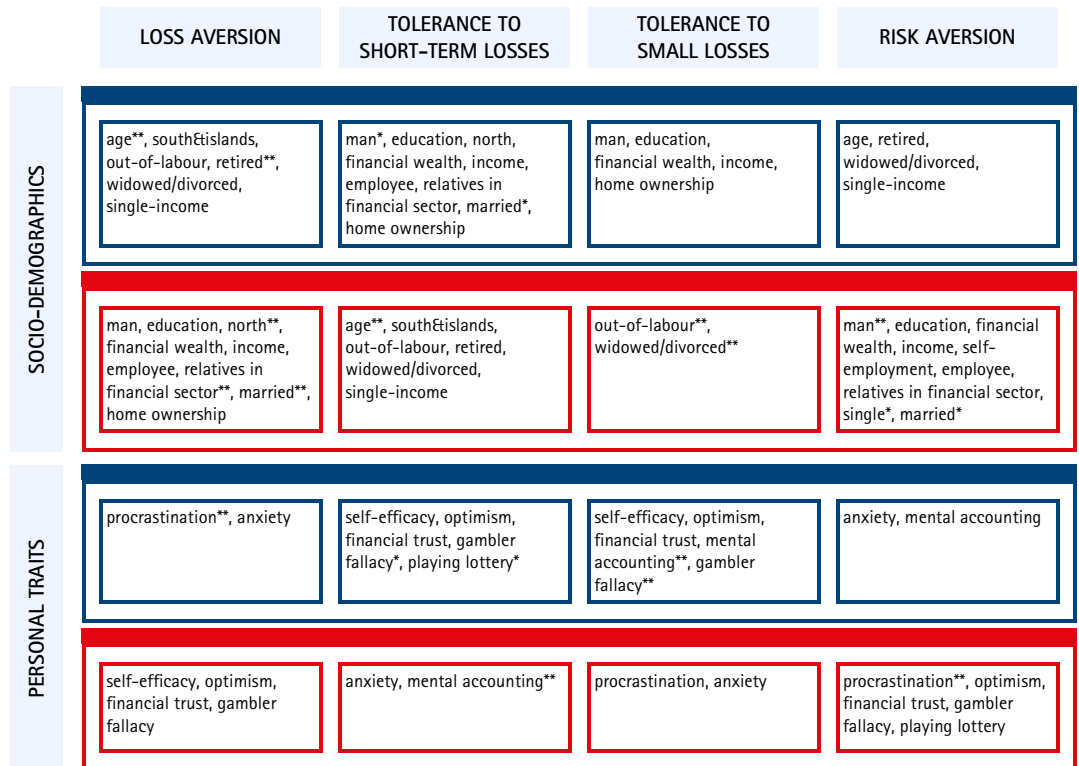 LOSS AVERSION
TOLERANCE TO
SHORT-TERM LOSSES
TOLERANCE TO
SMALL LOSSES
RISK AVERSION
SOCIO-DEMOGRAPHICS
age**, south&islands,
out-of-labour, retired**,
widowed/divorced,
single-income
man*, education, north,
financial wealth, income,
employee, relatives in
financial sector, married*,
home ownership
man, education,
financial wealth, income,
home ownership
age, retired,
widowed/divorced,
single-income
man, education, north**,
financial wealth, income,
employee, relatives in
financial sector**, married**,
home ownership
age**, south&islands,
out-of-labour, retired,
widowed/divorced,
single-income
out-of-labour**,
widowed/divorced**
man**, education, financial
wealth, income, self-
employment, employee,
relatives in financial sector,
single*, married*
PERSONAL TRAITS
procrastination**, anxiety
self-efficacy, optimism,
financial trust, gambler
fallacy*, playing lottery*
self-efficacy, optimism,
financial trust, mental
accounting**, gambler
fallacy**
anxiety, mental accounting
self-efficacy, optimism,
financial trust, gambler
fallacy
anxiety, mental accounting**
procrastination, anxiety
procrastination**, optimism,
financial trust, gambler
fallacy, playing lottery